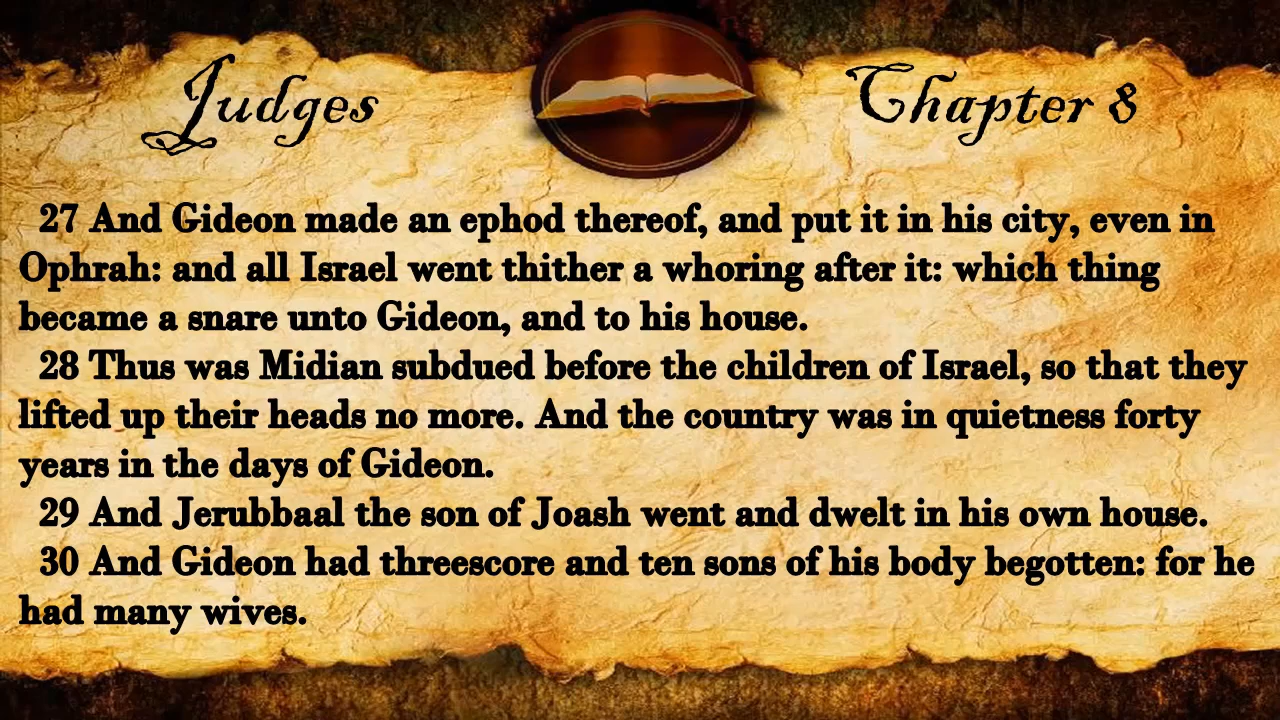 Judges Chapter 8
27 And Gideon made an ephod thereof, and put it in his city, even in
Ophrah: and all Israel went thither a whoring after it: which thing
became a snare unto Gideon, and to his house.
28 Thus was Midian subdued before the children of Israel, so that they
lifted up their heads no more. And the country was in quietness forty
years in the days of Gideon.
29 And Jerubbaal the son of Joash went and dwelt in his own house.
30 And Gideon had threescore and ten sons of his body begotten: for he
had many wives.